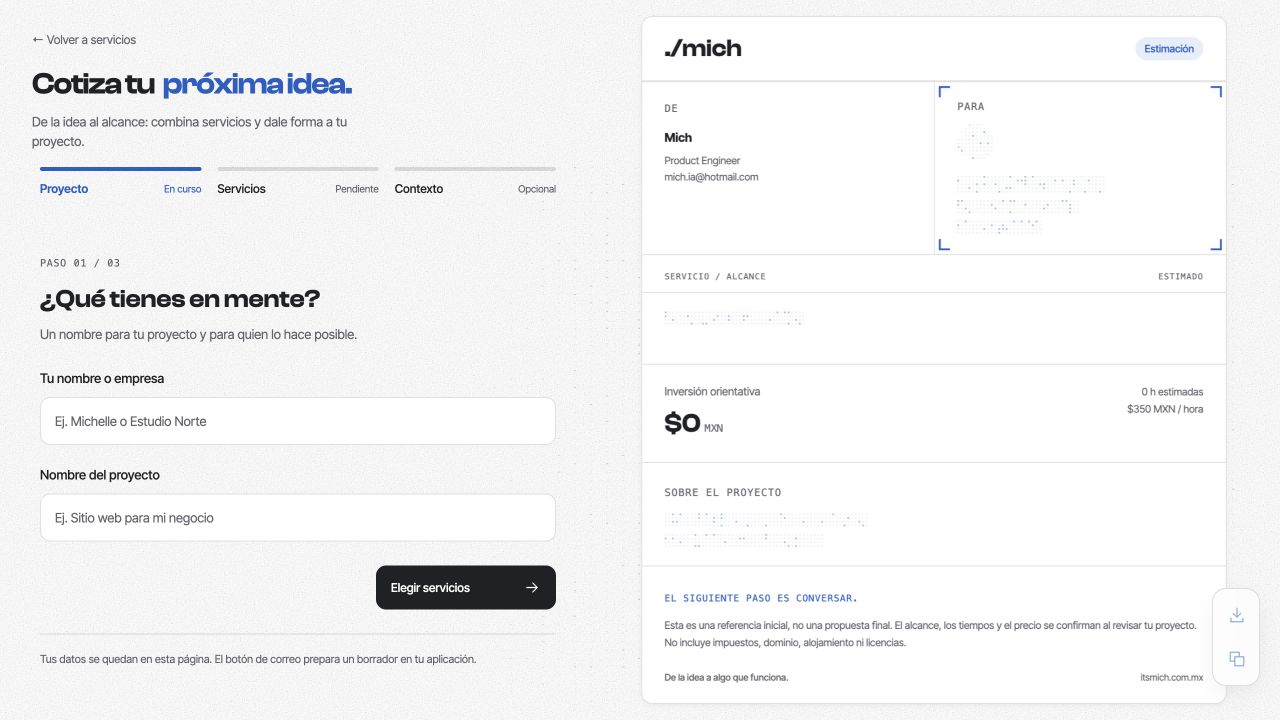 ← Volver a servicios
Cotiza tu próxima idea.
De la idea al alcance: combina servicios y dale forma a tu
proyecto.
Proyecto En curso
Servicios Pendiente
Contexto Opcional
PASO 01 / 03
¿Qué tienes en mente?
Un nombre para tu proyecto y para quien lo hace posible.
Tu nombre o empresa
Ej. Michelle o Estudio Norte
Nombre del proyecto
Ej. Sitio web para mi negocio
Elegir servicios →
Tus datos se quedan en esta página. El botón de correo prepara un borrador en tu aplicación.
./mich
Estimación
DE
Mich
Product Engineer
mich.ia@hotmail.com
PARA
SERVICIO / ALCANCE
ESTIMADO
Inversión orientativa
$0 MXN
0 h estimadas
$350 MXN / hora
SOBRE EL PROYECTO
EL SIGUIENTE PASO ES CONVERSAR.
Esta es una referencia inicial, no una propuesta final. El alcance, los tiempos y el precio se confirman al revisar tu proyecto.
No incluye impuestos, dominio, alojamiento ni licencias.
De la idea a algo que funciona.
itsmich.com.mx